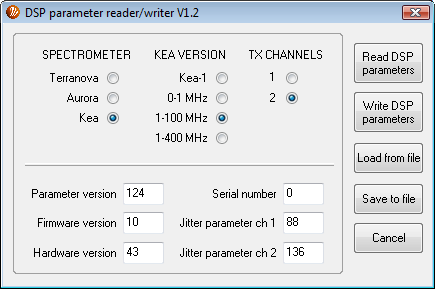 DSP parameter reader/writer V1.2
SPECTROMETER KEA VERSION TX CHANNELS
Terranova Kea-1 1
Aurora 0-1 MHz 2
Kea 1-100 MHz
1-400 MHz
Parameter version 124 Serial number 0
Firmware version 10 Jitter parameter ch 1 88
Hardware version 43 Jitter parameter ch 2 136
Read DSP
parameters
Write DSP
parameters
Load from file
Save to file
Cancel